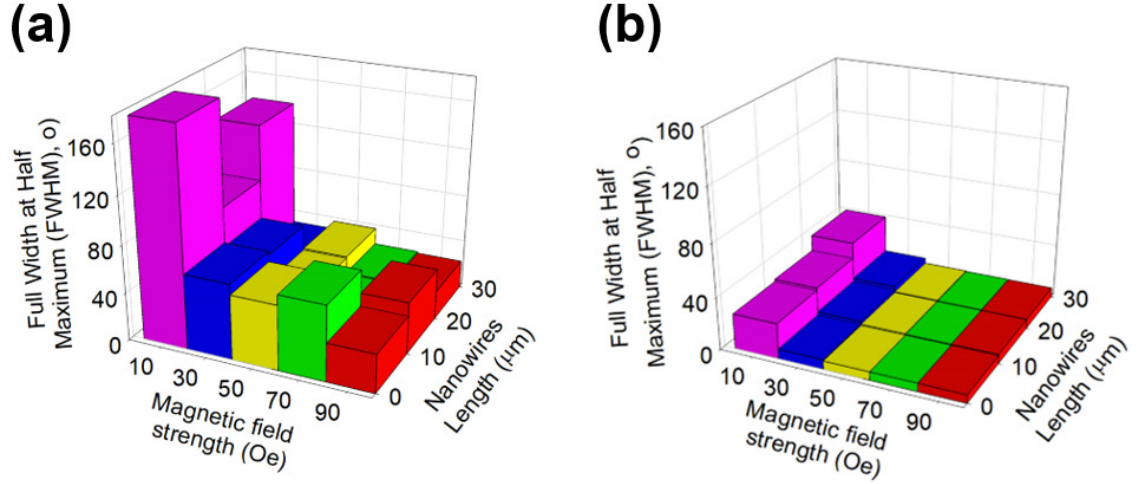 (a)
Full Width at Half
Maximum (FWHM), o)
160
120
80
40
0
10
30
50
70
90
Magnetic field
strength (Oe)
0
10
20
30
Nanowires
Length (μm)
(b)
Full Width at Half
Maximum (FWHM), o)
160
120
80
40
0
10
30
50
70
90
Magnetic field
strength (Oe)
0
10
20
30
Nanowires
Length (μm)